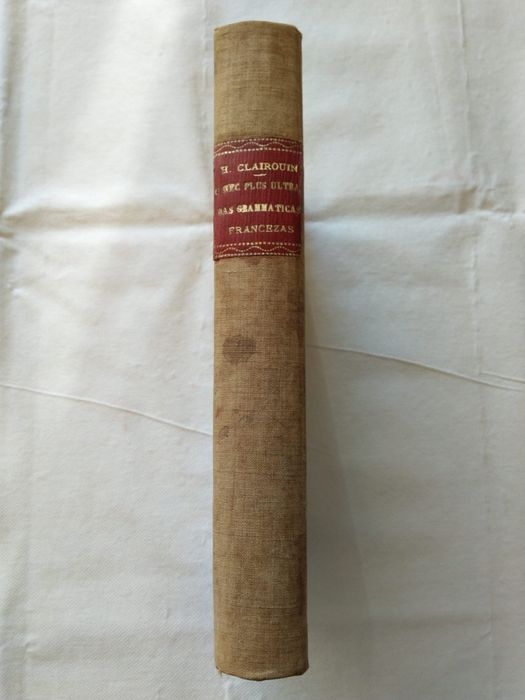 H. CLAIROUIN
O NEC PLUS ULTRA
DAS GRAMMATICAS
FRANCEZAS